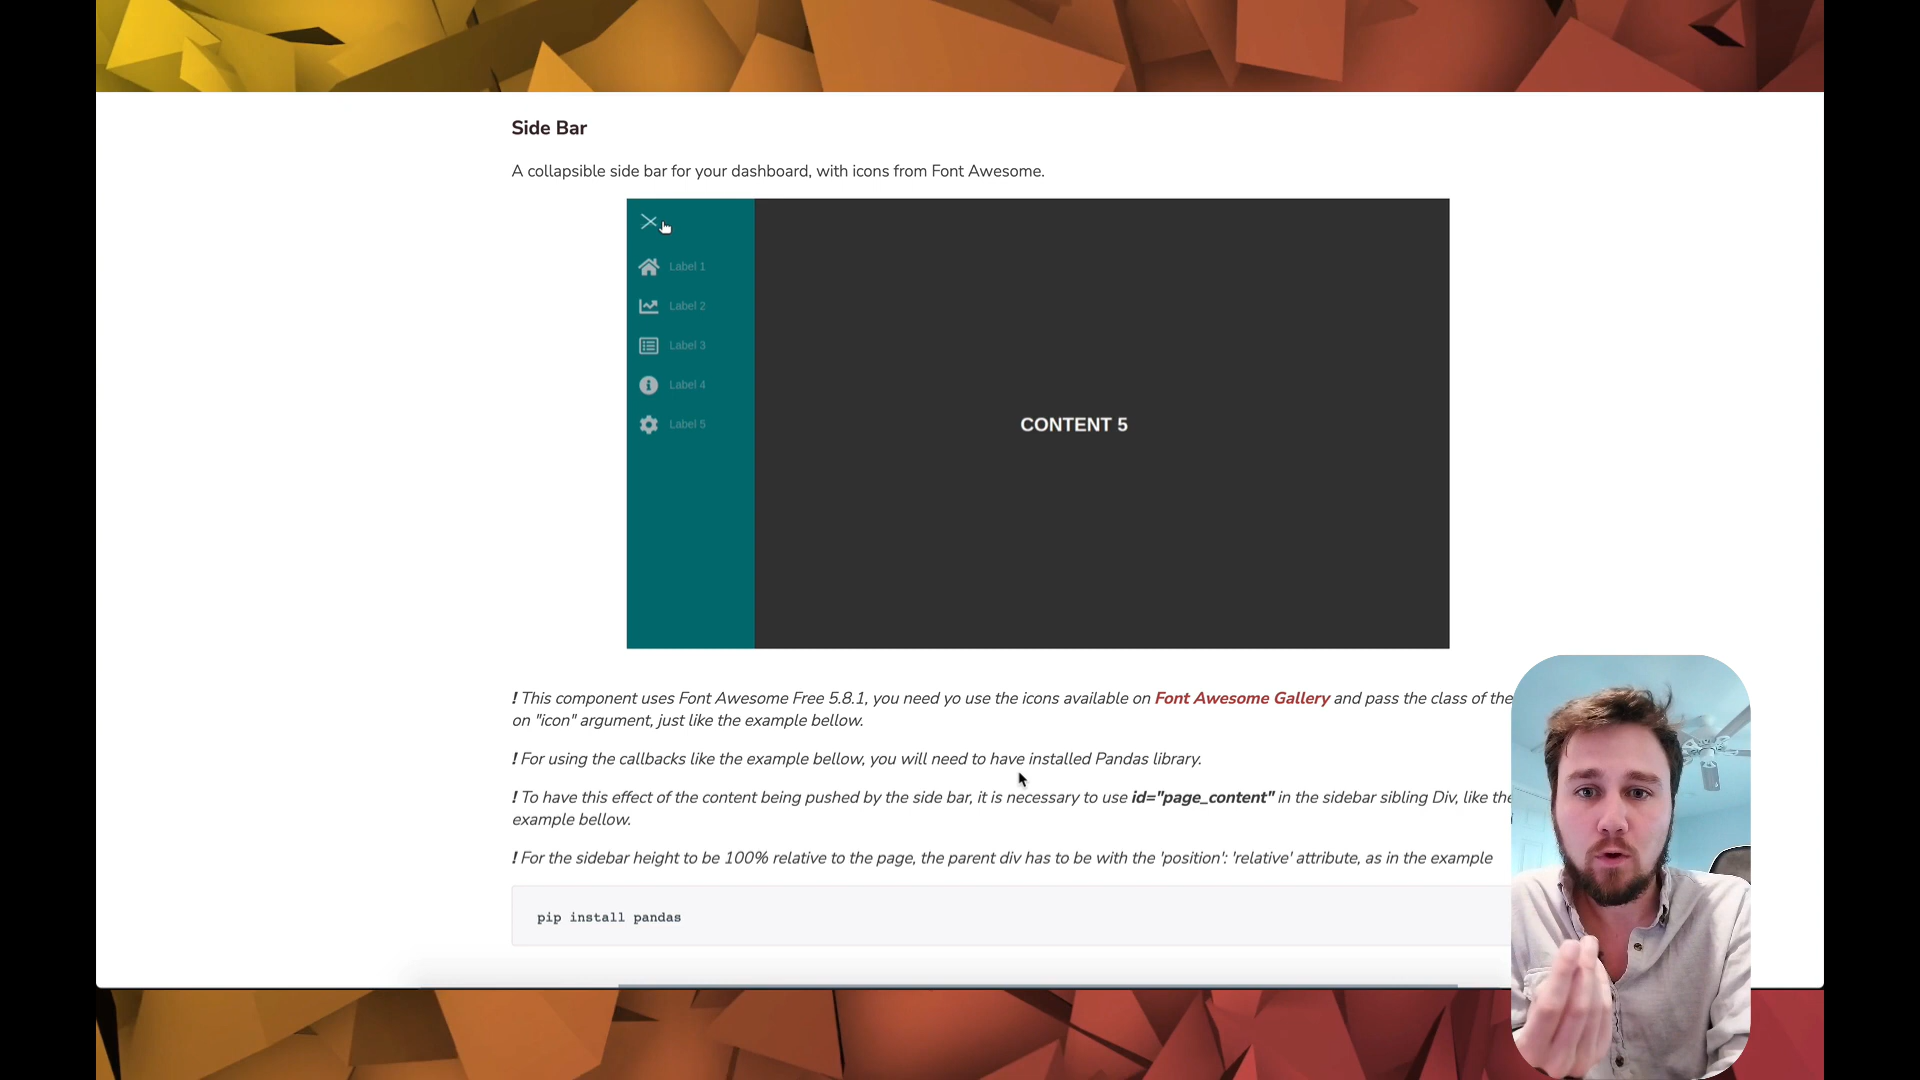 Side Bar
A collapsible side bar for your dashboard, with icons from Font Awesome.
Label 1
Label 2
Label 3
Label 4
Label 5
CONTENT 5
! This component uses Font Awesome Free 5.8.1, you need yo use the icons available on Font Awesome Gallery and pass the class of the
on "icon" argument, just like the example bellow.
! For using the callbacks like the example bellow, you will need to have installed Pandas library.
! To have this effect of the content being pushed by the side bar, it is necessary to use id="page_content" in the sidebar sibling Div, like the
example bellow.
! For the sidebar height to be 100% relative to the page, the parent div has to be with the 'position': 'relative' attribute, as in the example
pip install pandas